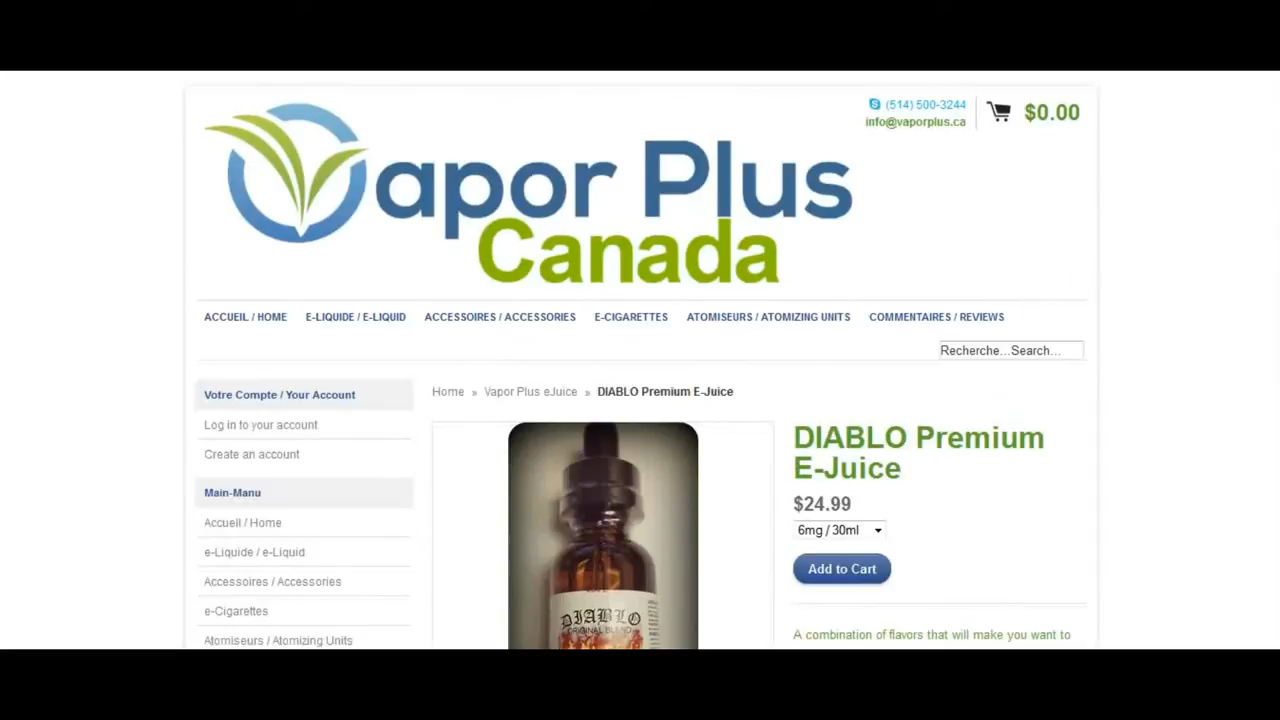 (514) 500-3244
info@vaporplus.ca
$0.00
Vapor Plus
Canada
ACCUEIL / HOME
E-LIQUIDE / E-LIQUID
ACCESSOIRES / ACCESSORIES
E-CIGARETTES
ATOMISEURS / ATOMIZING UNITS
COMMENTAIRES / REVIEWS
Recherche...Search...
Votre Compte / Your Account
Log in to your account
Create an account
Main-Manu
Accueil / Home
e-Liquide / e-Liquid
Accessoires / Accessories
e-Cigarettes
Atomiseurs / Atomizing Units
Home » Vapor Plus eJuice » DIABLO Premium E-Juice
DIABLO
ORIGINAL BLEND
DIABLO Premium
E-Juice
$24.99
6mg / 30ml
Add to Cart
A combination of flavors that will make you want to